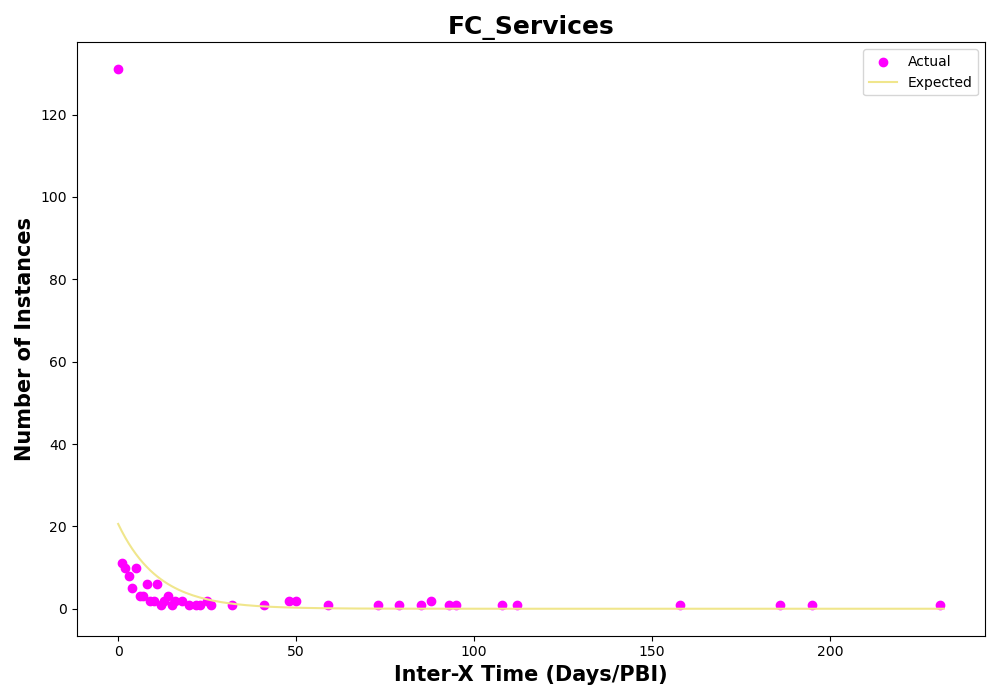 FC_Services
Actual
Expected
120
100
80
60
40
20
0
Number of Instances
0
50
100
150
200
Inter-X Time (Days/PBI)